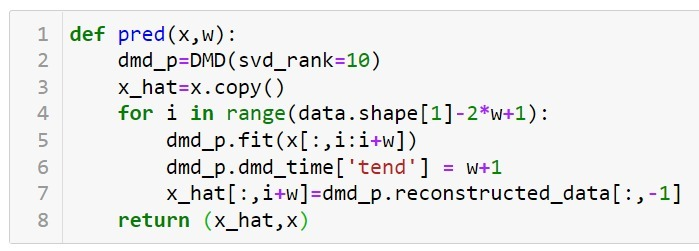 1 def pred(x,w):
2     dmd_p=DMD(svd_rank=10)
3     x_hat=x.copy()
4     for i in range(data.shape[1]-2*w+1):
5         dmd_p.fit(x[:,i:i+w])
6         dmd_p.dmd_time['tend'] = w+1
7         x_hat[:,i+w]=dmd_p.reconstructed_data[:,-1]
8     return (x_hat,x)